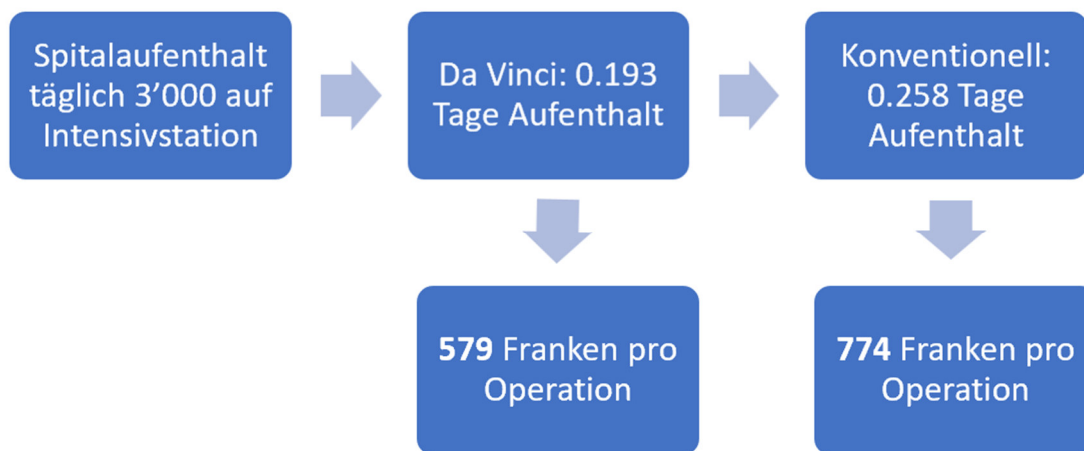 Spitalaufenthalt
täglich 3’000 auf
Intensivstation
Da Vinci: 0.193
Tage Aufenthalt
Konventionell:
0.258 Tage
Aufenthalt
579 Franken pro
Operation
774 Franken pro
Operation